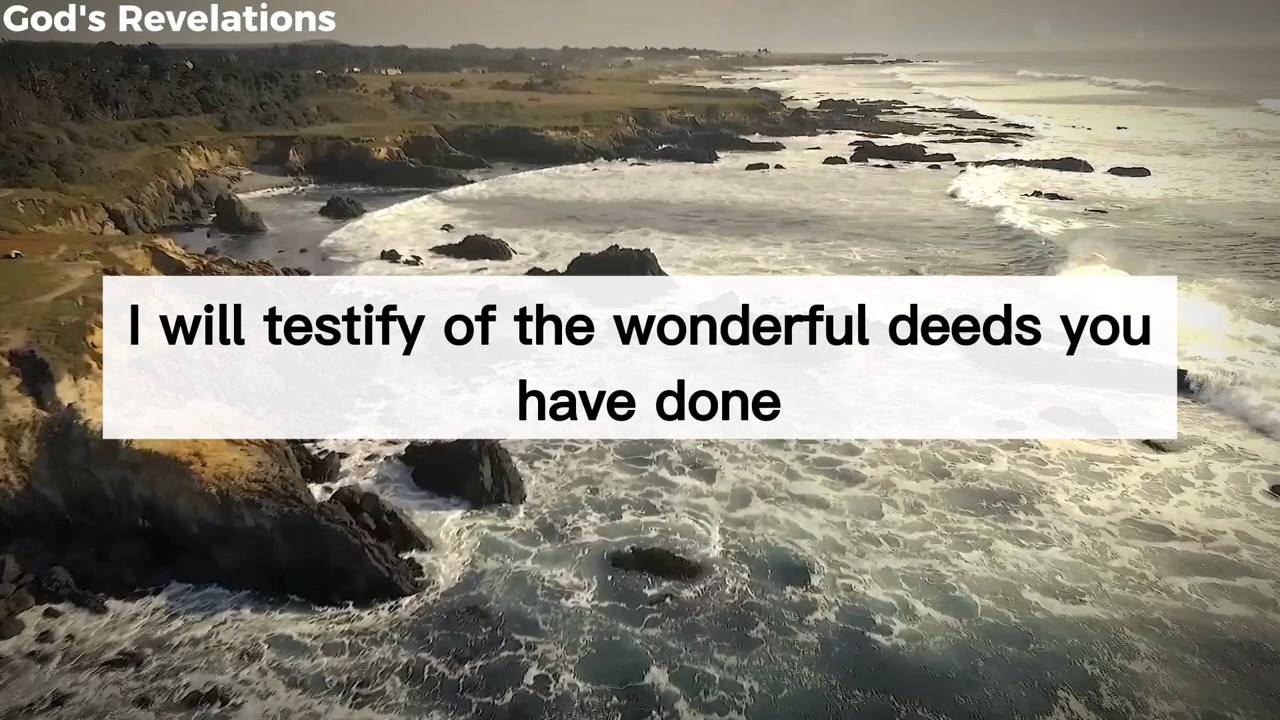 God's Revelations
I will testify of the wonderful deeds you
have done